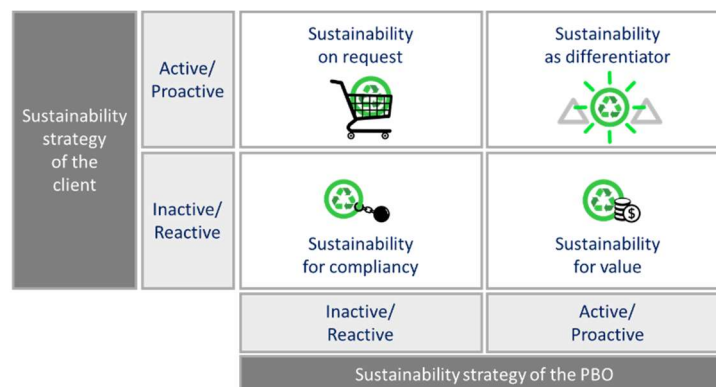 Sustainability
strategy
of the
client
Active/
Proactive
Sustainability
on request
Sustainability
as differentiator
Inactive/
Reactive
Sustainability
for compliancy
$
Sustainability
for value
Inactive/
Reactive
Active/
Proactive
Sustainability strategy of the PBO